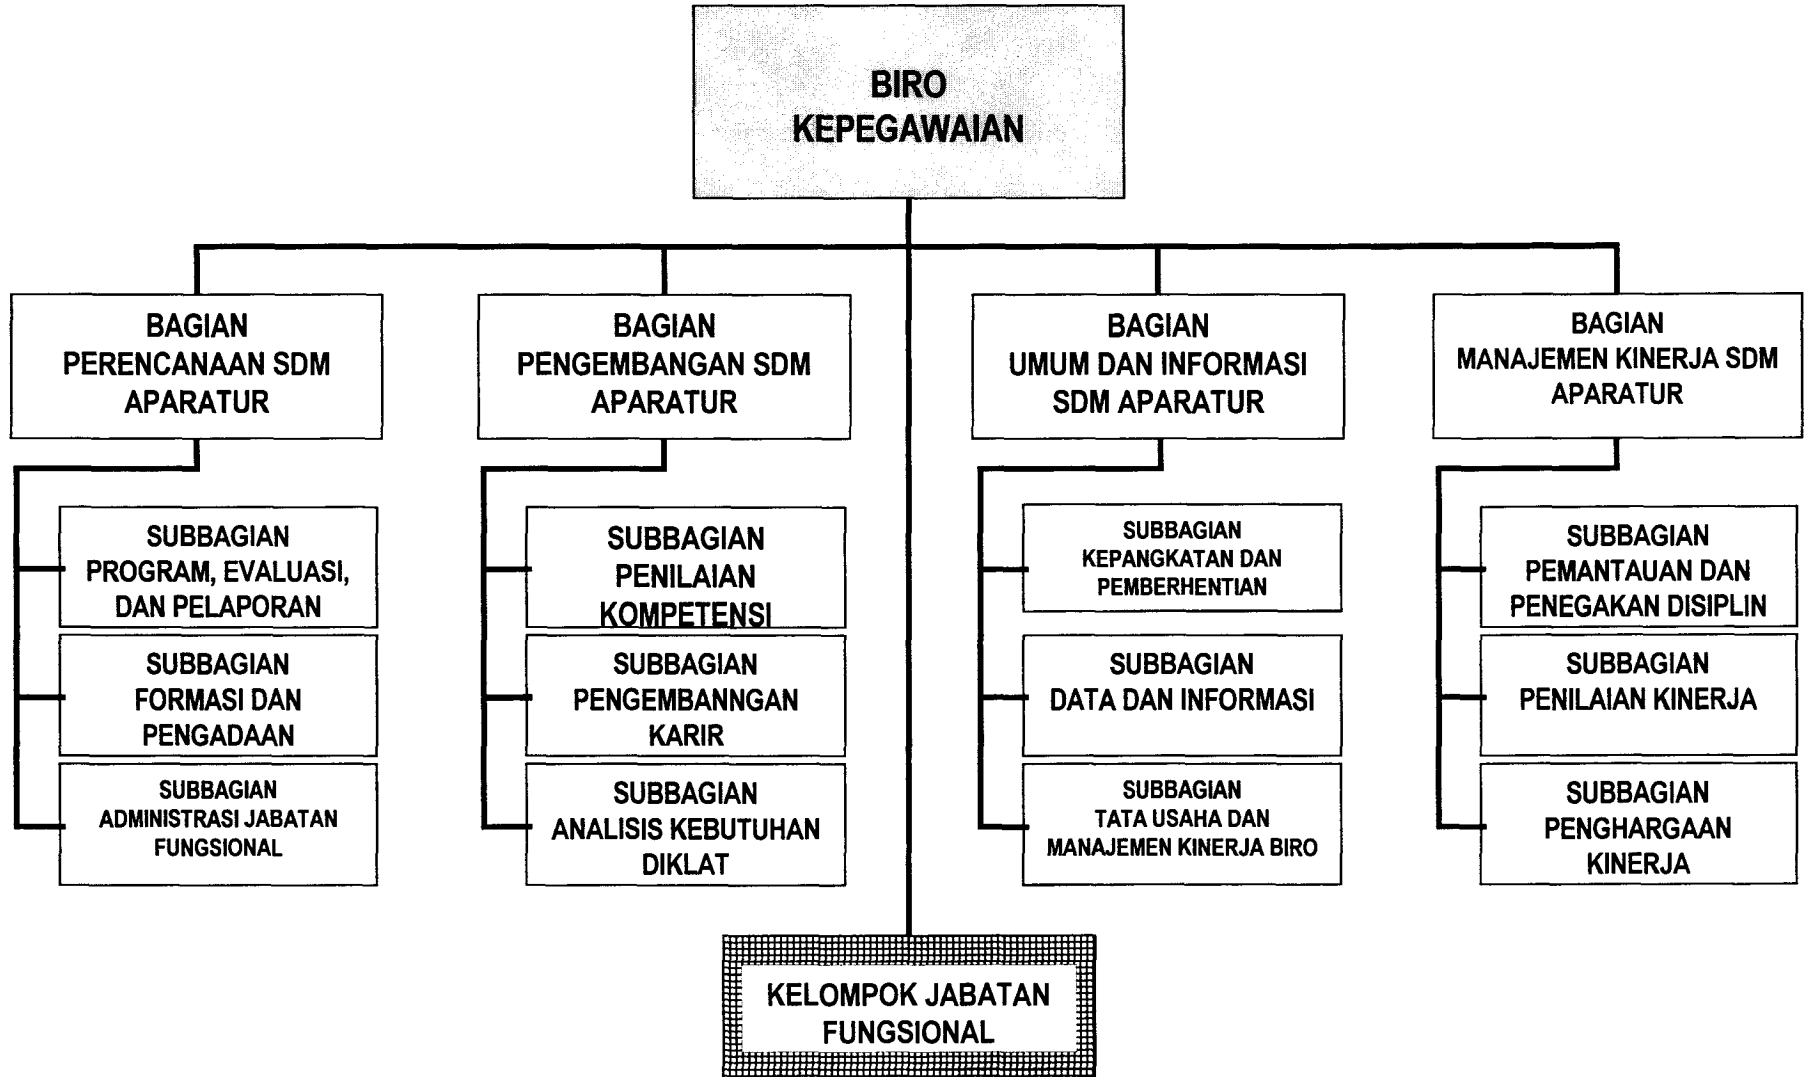 BIRO
KEPEGAWAIAN
BAGIAN
PERENCANAAN SDM
APARATUR
BAGIAN
PENGEMBANGAN SDM
APARATUR
BAGIAN
UMUM DAN INFORMASI
SDM APARATUR
BAGIAN
MANAJEMEN KINERJA SDM
APARATUR
SUBBAGIAN
PROGRAM, EVALUASI,
DAN PELAPORAN
SUBBAGIAN
FORMASI DAN
PENGADAAN
SUBBAGIAN
ADMINISTRASI JABATAN
FUNGSIONAL
SUBBAGIAN
PENILAIAN
KOMPETENSI
SUBBAGIAN
PENGEMBANNGAN
KARIR
SUBBAGIAN
ANALISIS KEBUTUHAN
DIKLAT
SUBBAGIAN
KEPANGKATAN DAN
PEMBERHENTIAN
SUBBAGIAN
DATA DAN INFORMASI
SUBBAGIAN
TATA USAHA DAN
MANAJEMEN KINERJA BIRO
SUBBAGIAN
PEMANTAUAN DAN
PENEGAKAN DISIPLIN
SUBBAGIAN
PENILAIAN KINERJA
SUBBAGIAN
PENGHARGAAN
KINERJA
KELOMPOK JABATAN
FUNGSIONAL